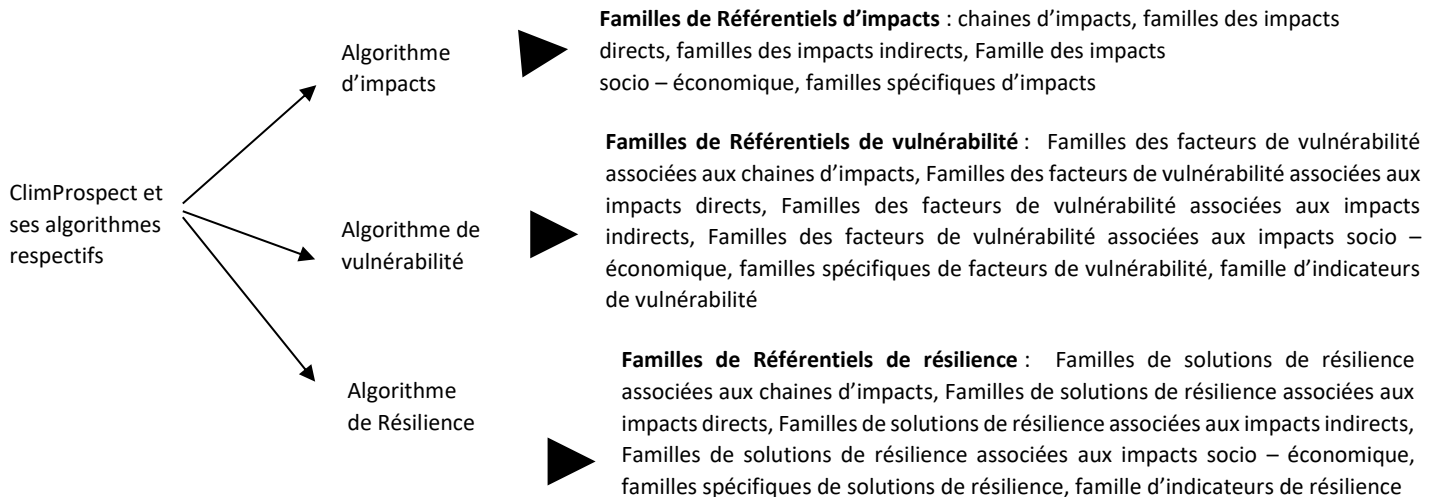 ClimProspect et
ses algorithmes
respectifs
Algorithme
d’impacts
Familles de Référentiels d’impacts : chaines d’impacts, familles des impacts
directs, familles des impacts indirects, Famille des impacts
socio – économique, familles spécifiques d’impacts
Algorithme de
vulnérabilité
Familles de Référentiels de vulnérabilité : Familles des facteurs de vulnérabilité
associées aux chaines d’impacts, Familles des facteurs de vulnérabilité associées aux
impacts directs, Familles des facteurs de vulnérabilité associées aux impacts
indirects, Familles des facteurs de vulnérabilité associées aux impacts socio –
économique, familles spécifiques de facteurs de vulnérabilité, famille d’indicateurs
de vulnérabilité
Algorithme
de Résilience
Familles de Référentiels de résilience : Familles de solutions de résilience
associées aux chaines d’impacts, Familles de solutions de résilience associées aux
impacts directs, Familles de solutions de résilience associées aux impacts indirects,
Familles de solutions de résilience associées aux impacts socio – économique,
familles spécifiques de solutions de résilience, famille d’indicateurs de résilience